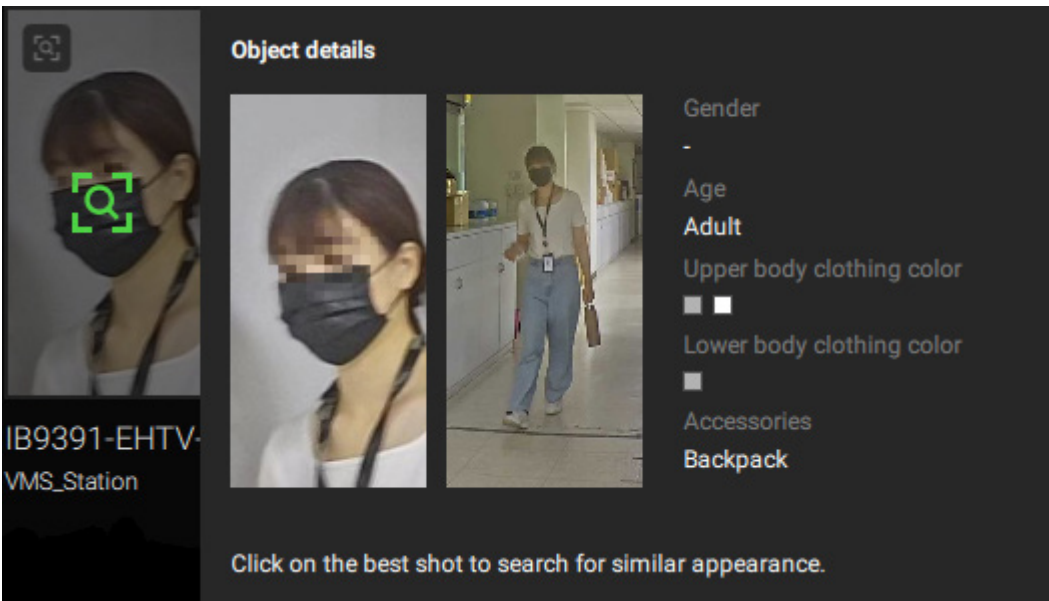 Object details
Gender
-
Age
Adult
Upper body clothing color
Lower body clothing color
Accessories
Backpack
IB9391-EHTV-
VMS_Station
Click on the best shot to search for similar appearance.